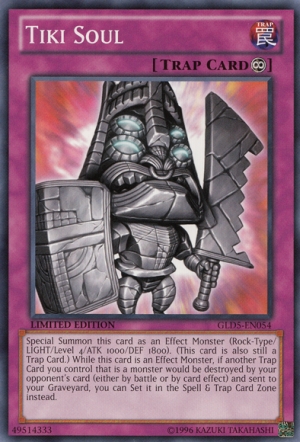 Tiki Soul
TRAP
罠
[Trap Card∞]
LIMITED EDITION
GLD5-EN054
Special Summon this card as an Effect Monster (Rock-Type/
LIGHT/Level 4/ATK 1000/DEF 1800). (This card is also still a
Trap Card.) While this card is an Effect Monster, if another Trap
Card you control that is a monster would be destroyed by your
opponent's card (either by battle or by card effect) and sent to
your Graveyard, you can Set it in the Spell & Trap Card Zone
instead.
49514333
©1996 KAZUKI TAKAHASHI